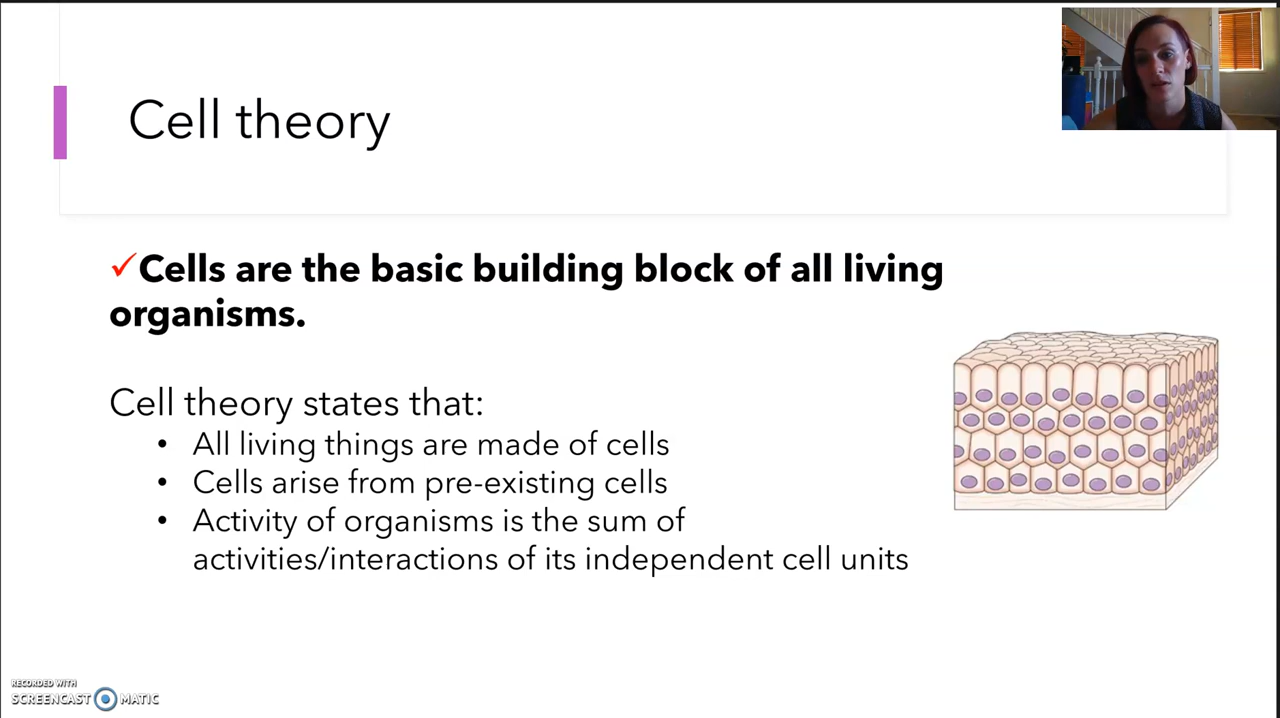 Cell theory
✓Cells are the basic building block of all living
organisms.
Cell theory states that:
• All living things are made of cells
• Cells arise from pre-existing cells
• Activity of organisms is the sum of
activities/interactions of its independent cell units
RECORDED WITH
SCREENCAST MATIC